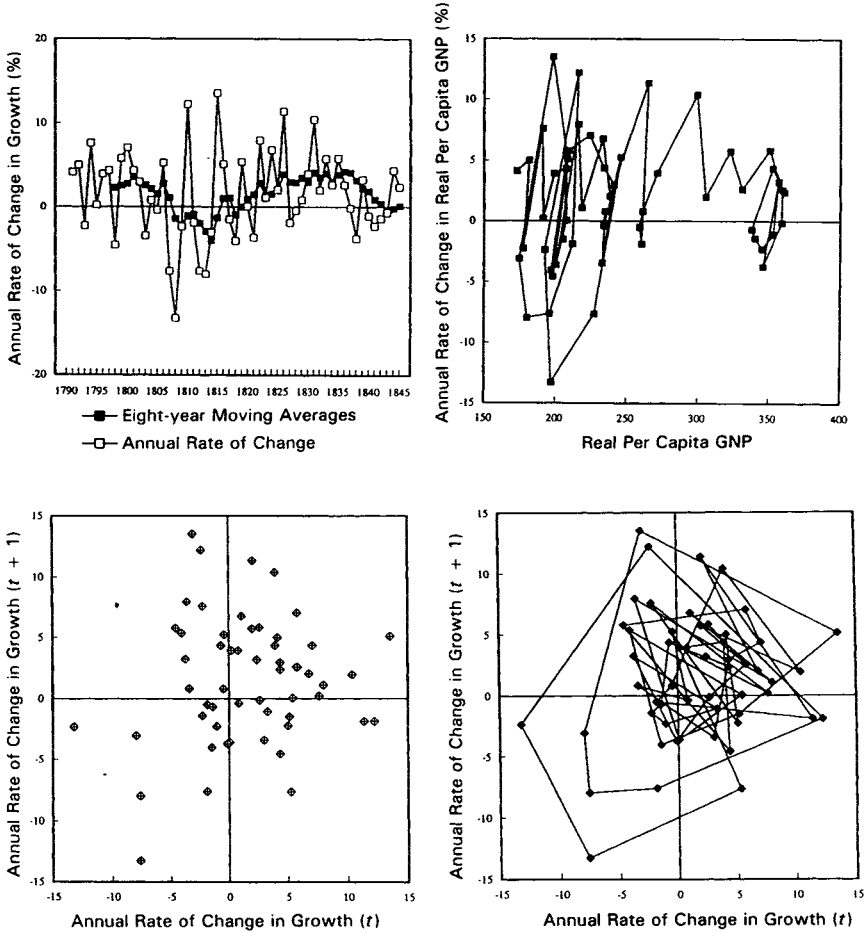 Annual Rate of Change in Growth (%)
20
10
0
-10
-20
1790 1795 1800 1805 1810 1815 1820 1825 1830 1835 1840 1845
Eight-year Moving Averages
Annual Rate of Change
Annual Rate of Change in Real Per Capita GNP (%)
15
10
5
0
-5
-10
-15
150 200 250 300 350 400
Real Per Capita GNP
Annual Rate of Change in Growth (t + 1)
15
10
5
0
-5
-10
-15
-15 -10 -5 0 5 10 15
Annual Rate of Change in Growth (t)
Annual Rate of Change in Growth (t + 1)
15
10
5
0
-5
-10
-15
-15 -10 -5 0 5 10 15
Annual Rate of Change in Growth (t)